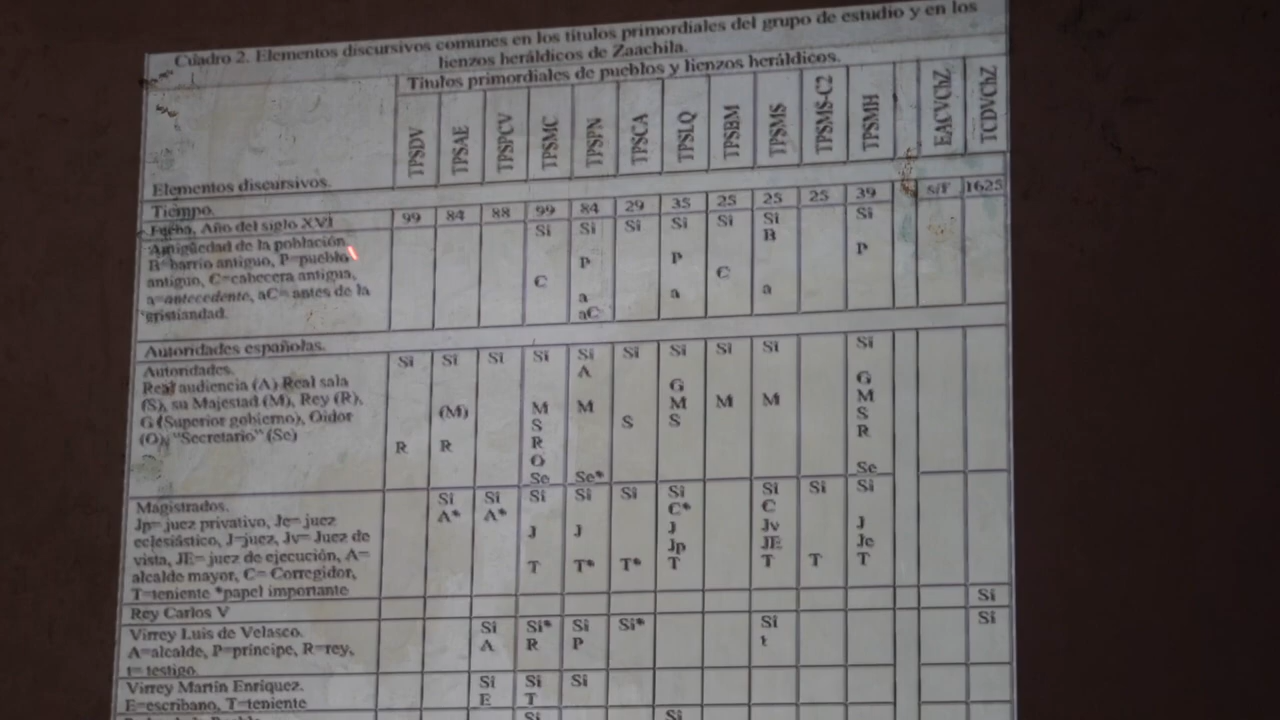 Cuadro 2. Elementos discursivos comunes en los títulos primordiales del grupo de estudio y en los
lienzos heráldicos de Zaachila.
Títulos primordiales de pueblos y lienzos heráldicos.
Elementos discursivos. TPSDV TPSAE TPSPCV TPSMC TPSPN TPSCA TPSLQ TPSBM TPSMS TPSMS-C2 TPSMH EACVChZ TCDVChZ
Tiempo.
Fecha, Año del siglo XVI 99 84 88 99 84 29 35 25 25 25 39 s/f 1625
Antigüedad de la población Si Si Si Si Si Si Si
B=barrio antiguo, P=pueblo P P B P
antiguo, C=cabecera antigua, C C
a=antecedente, aC= antes de la a a a
cristiandad. aC
Autoridades españolas.
Autoridades. Si Si Si Si Si Si Si Si Si Si
Real audiencia (A) Real sala A G G
(S), su Majestad (M), Rey (R), (M) M M M M M M
G (Superior gobierno), Oidor S S S S
(O), "Secretario" (Se) R R R R
O
Se Se* Se
Magistrados. Si Si Si Si Si Si Si Si Si
Jp= juez privativo, Je= juez A* A* C* C
eclesiástico, J=juez, Jv= Juez de J J J Jv J
vista, JE= juez de ejecución, A= Jp JE Je
alcalde mayor, C= Corregidor, T T* T* T T T T
T=teniente *papel importante
Rey Carlos V Si
Virrey Luis de Velasco. Si Si* Si Si* Si Si
A=alcalde, P=príncipe, R=rey, A R P t
t= testigo.
Virrey Martín Enríquez. Si Si Si
E=escribano, T=teniente E T
Si Si